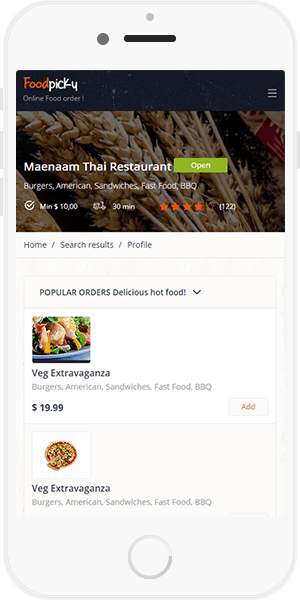 Foodpicky
Online Food order !
Maenaam Thai Restaurant Open
Burgers, American, Sandwiches, Fast Food, BBQ
Min $ 10,00 30 min (122)
Home / Search results / Profile
POPULAR ORDERS Delicious hot food!
Veg Extravaganza
Burgers, American, Sandwiches, Fast Food, BBQ
$ 19.99 Add
Veg Extravaganza
Burgers, American, Sandwiches, Fast Food, BBQ